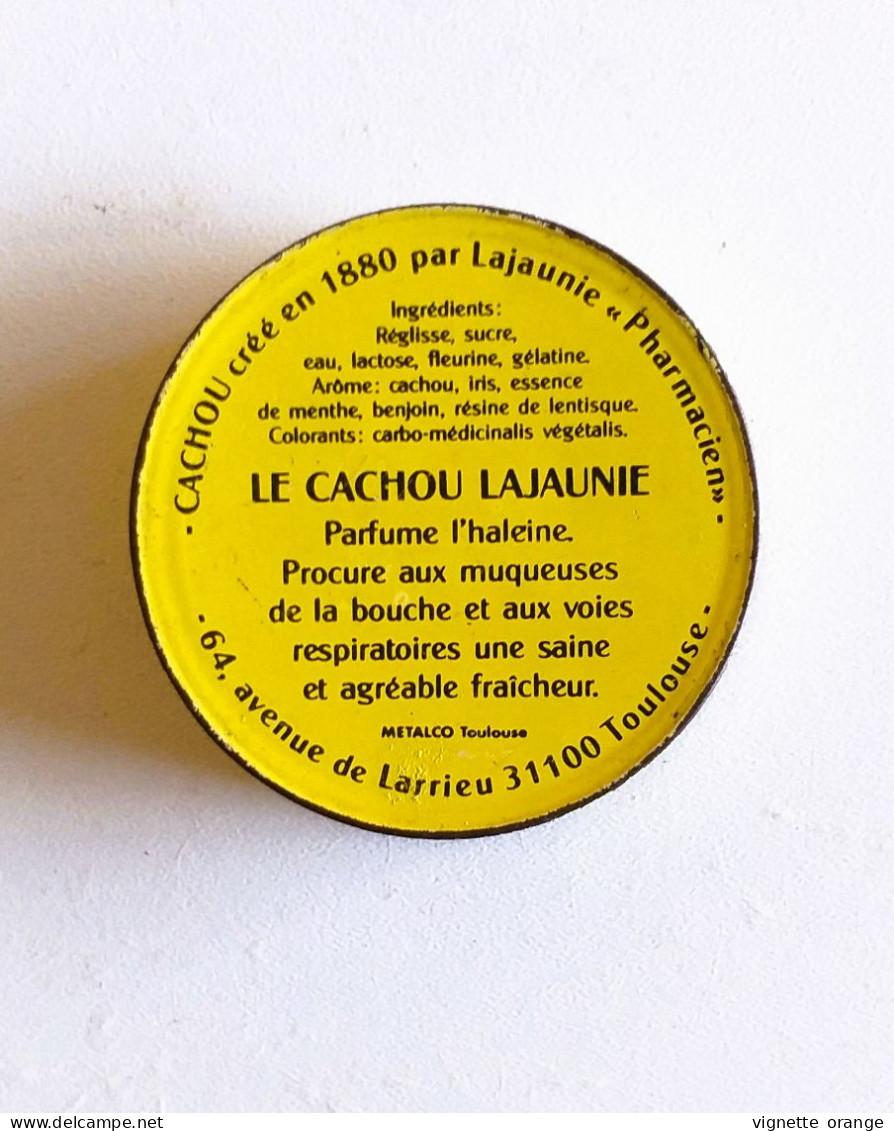 - CACHOU créé en 1880 par Lajaunie « Pharmacien» -
Ingrédients:
Réglisse, sucre,
eau, lactose, fleurine, gélatine.
Arôme: cachou, iris, essence
de menthe, benjoin, résine de lentisque.
Colorants: carbo-médicinalis végétalis.
LE CACHOU LAJAUNIE
Parfume l'haleine.
Procure aux muqueuses
de la bouche et aux voies
respiratoires une saine
et agréable fraîcheur.
METALCO Toulouse
- 64, avenue de Larrieu 31100 Toulouse -
delcampe.net
vignette orange